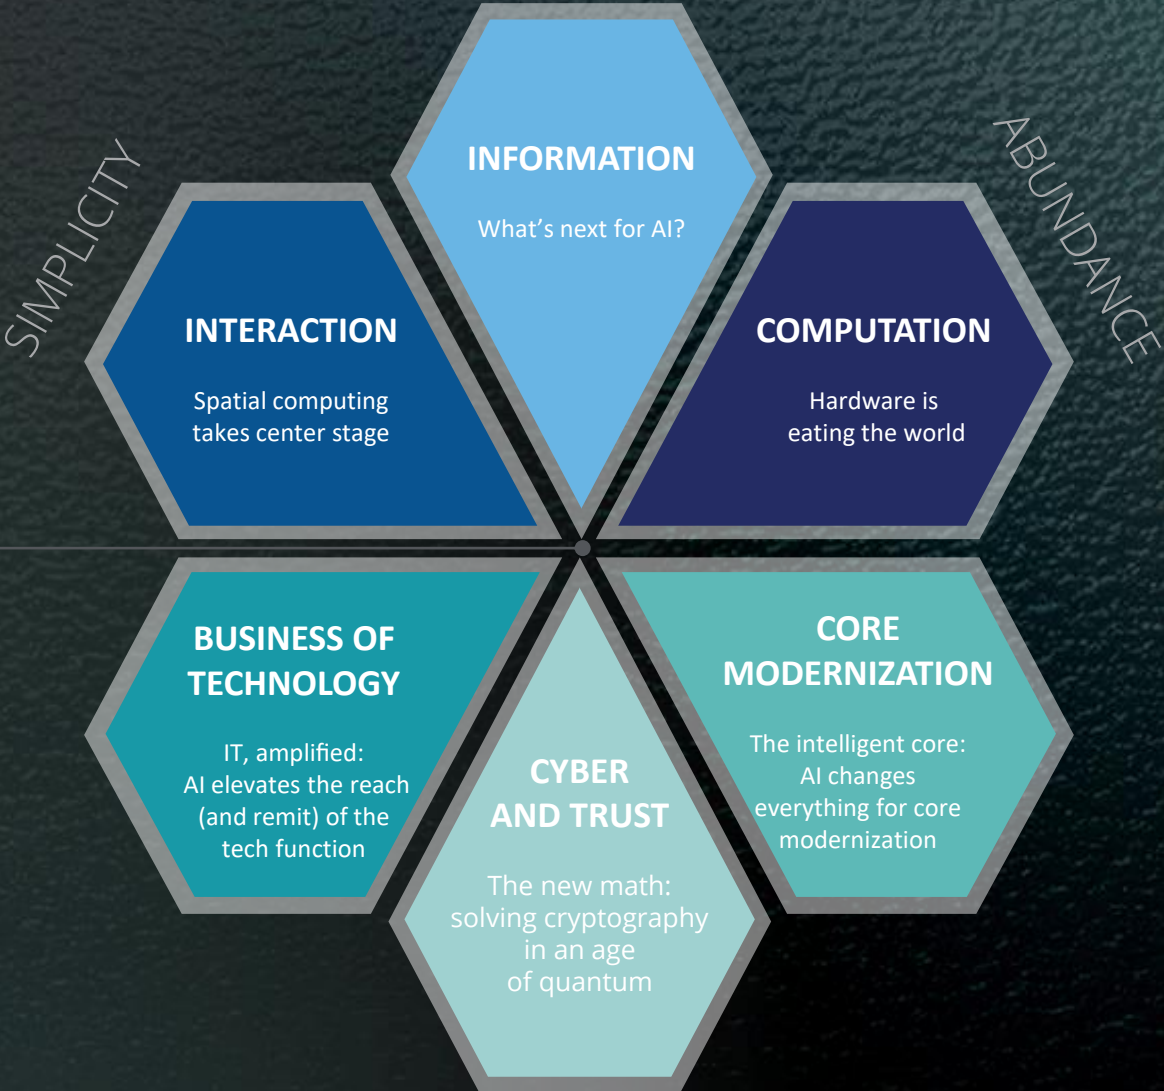 SIMPLICITY
ABUNDANCE
INFORMATION
What’s next for AI?
INTERACTION
Spatial computing
takes center stage
COMPUTATION
Hardware is
eating the world
BUSINESS OF
TECHNOLOGY
IT, amplified:
AI elevates the reach
(and remit) of the
tech function
CYBER
AND TRUST
The new math:
solving cryptography
in an age
of quantum
CORE
MODERNIZATION
The intelligent core:
AI changes
everything for core
modernization